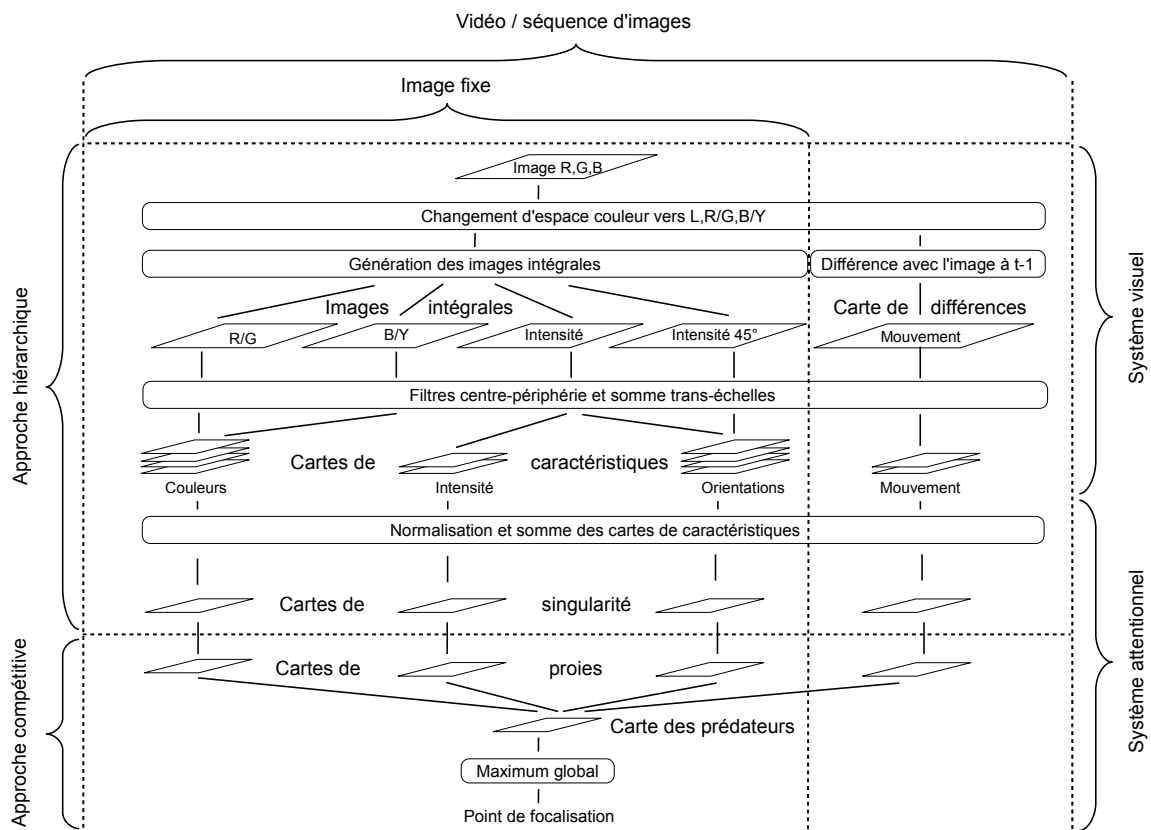 Vidéo / séquence d'images
Image fixe
Image R,G,B
Changement d'espace couleur vers L,R/G,B/Y
Génération des images intégrales
Différence avec l'image à t-1
Images intégrales
Carte de différences
R/G
B/Y
Intensité
Intensité 45°
Mouvement
Filtres centre-périphérie et somme trans-échelles
Cartes de caractéristiques
Couleurs
Intensité
Orientations
Mouvement
Normalisation et somme des cartes de caractéristiques
Cartes de singularité
Cartes de proies
Carte des prédateurs
Maximum global
Point de focalisation
Approche hiérarchique
Approche compétitive
Système visuel
Système attentionnel